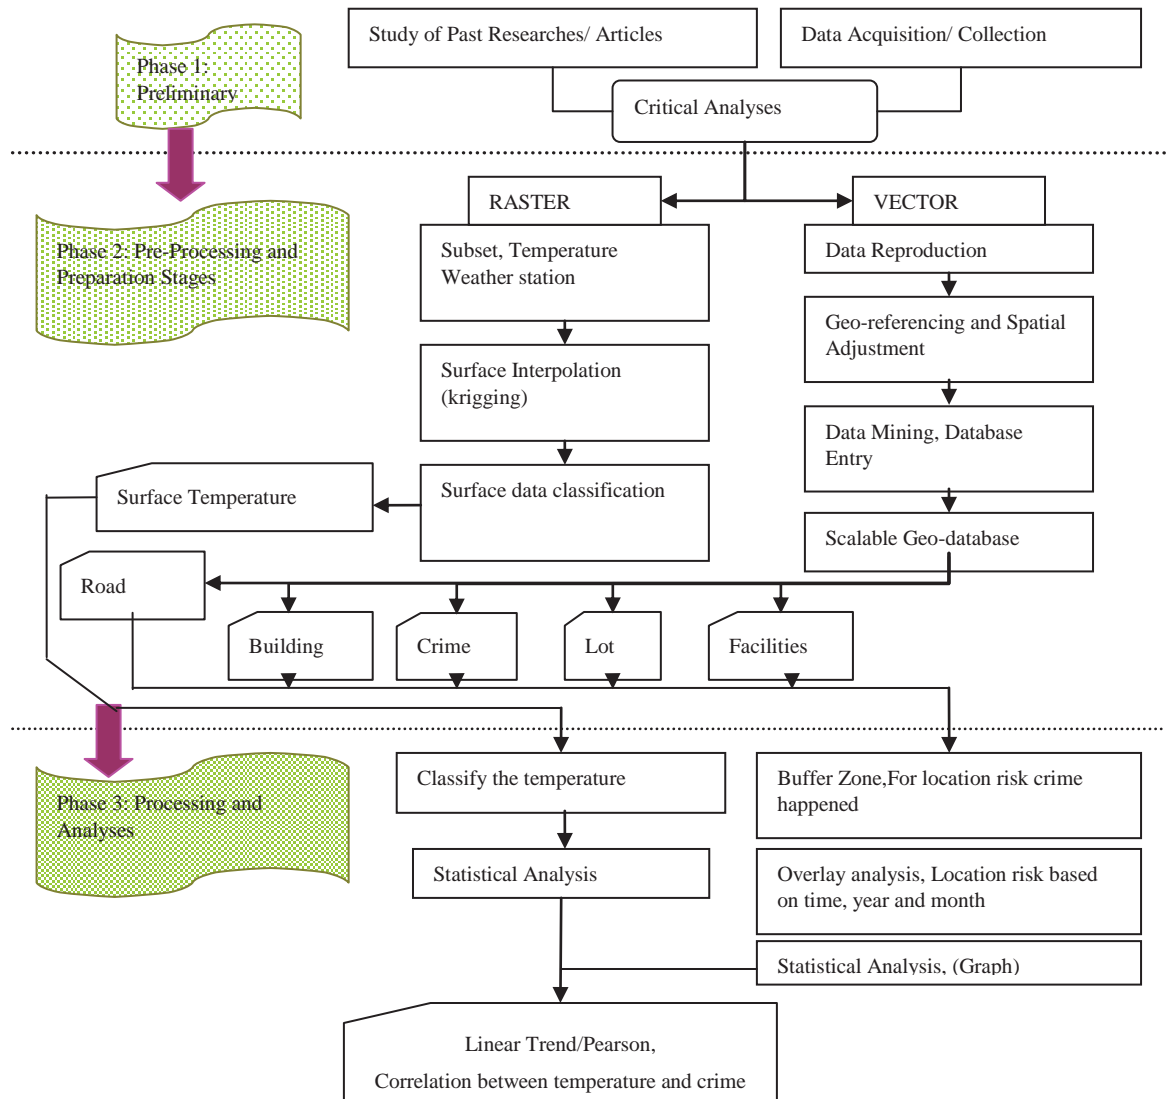 Study of Past Researches/ Articles
Data Acquisition/ Collection
Phase 1:
Preliminary
Critical Analyses
RASTER
VECTOR
Phase 2: Pre-Processing and
Preparation Stages
Subset, Temperature
Weather station
Data Reproduction
Geo-referencing and Spatial
Adjustment
Surface Interpolation
(krigging)
Data Mining, Database
Entry
Surface Temperature
Surface data classification
Scalable Geo-database
Road
Building
Crime
Lot
Facilities
Phase 3: Processing and
Analyses
Classify the temperature
Buffer Zone,For location risk crime
happened
Statistical Analysis
Overlay analysis, Location risk based
on time, year and month
Statistical Analysis, (Graph)
Linear Trend/Pearson,
Correlation between temperature and crime